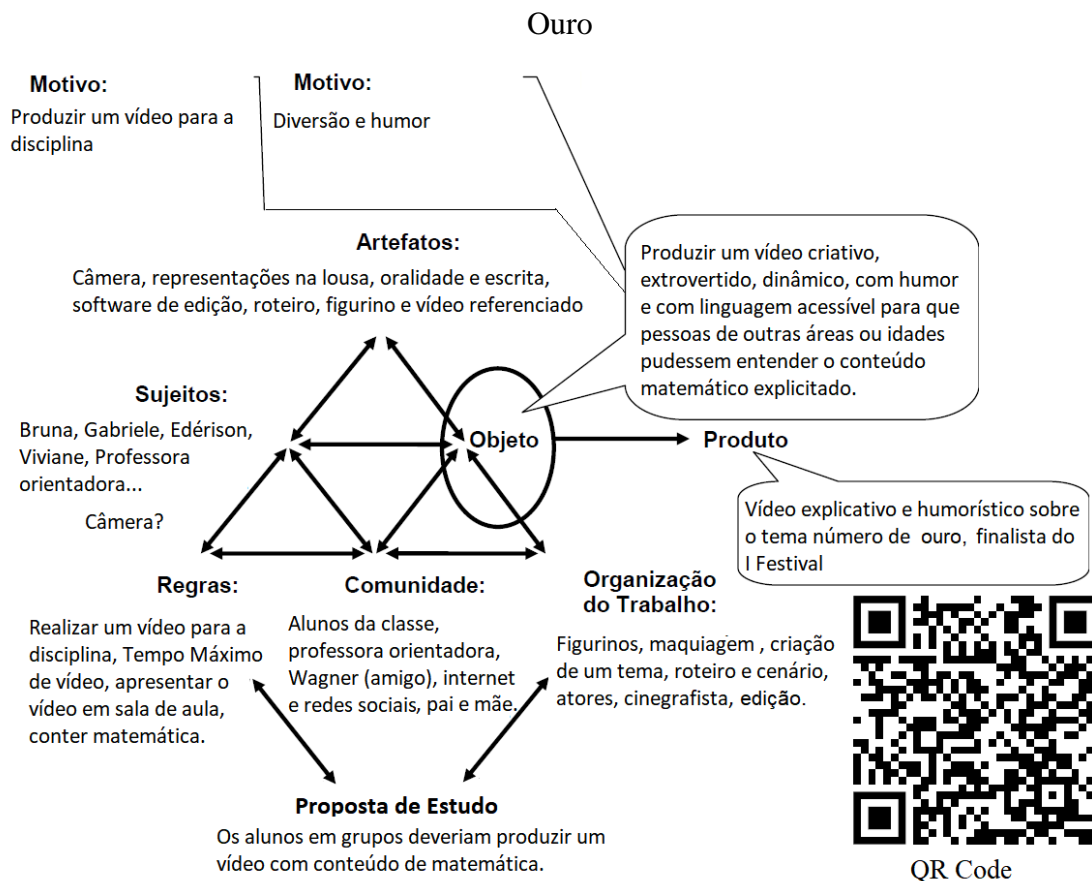 Ouro
Motivo:
Produzir um vídeo para a
disciplina
Motivo:
Diversão e humor
Artefatos:
Câmera, representações na lousa, oralidade e escrita,
software de edição, roteiro, figurino e vídeo referenciado
Produzir um vídeo criativo,
extrovertido, dinâmico, com humor
e com linguagem acessível para que
pessoas de outras áreas ou idades
pudessem entender o conteúdo
matemático explicitado.
Sujeitos:
Bruna, Gabriele, Edérison,
Viviane, Professora
orientadora...
Câmera?
Objeto
Produto
Vídeo explicativo e humorístico sobre
o tema número de ouro, finalista do
I Festival
Regras:
Realizar um vídeo para a
disciplina, Tempo Máximo
de vídeo, apresentar o
vídeo em sala de aula,
conter matemática.
Comunidade:
Alunos da classe,
professora orientadora,
Wagner (amigo), internet
e redes sociais, pai e mãe.
Organização
do Trabalho:
Figurinos, maquiagem , criação
de um tema, roteiro e cenário,
atores, cinegrafista, edição.
Proposta de Estudo
Os alunos em grupos deveriam produzir um
vídeo com conteúdo de matemática.
QR Code